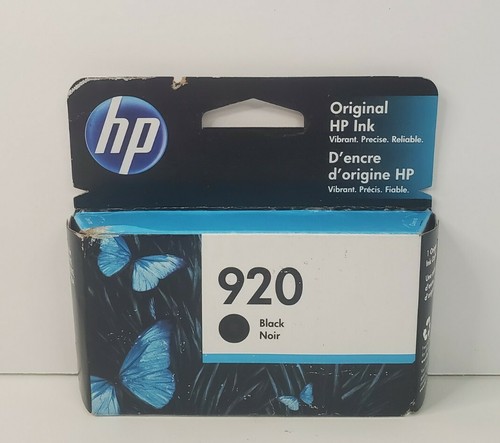 hp
Original
HP Ink
Vibrant. Precise. Reliable.
D'encre
d'origine HP
Vibrant. Précis. Fiable.
920
Black
Noir